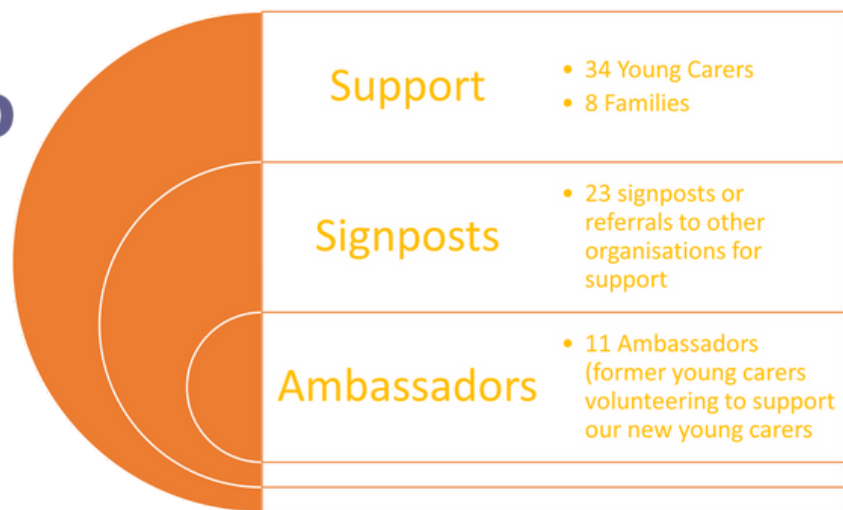 Support
• 34 Young Carers
• 8 Families
Signposts
• 23 signposts or
referrals to other
organisations for
support
Ambassadors
• 11 Ambassadors
(former young carers
volunteering to support
our new young carers